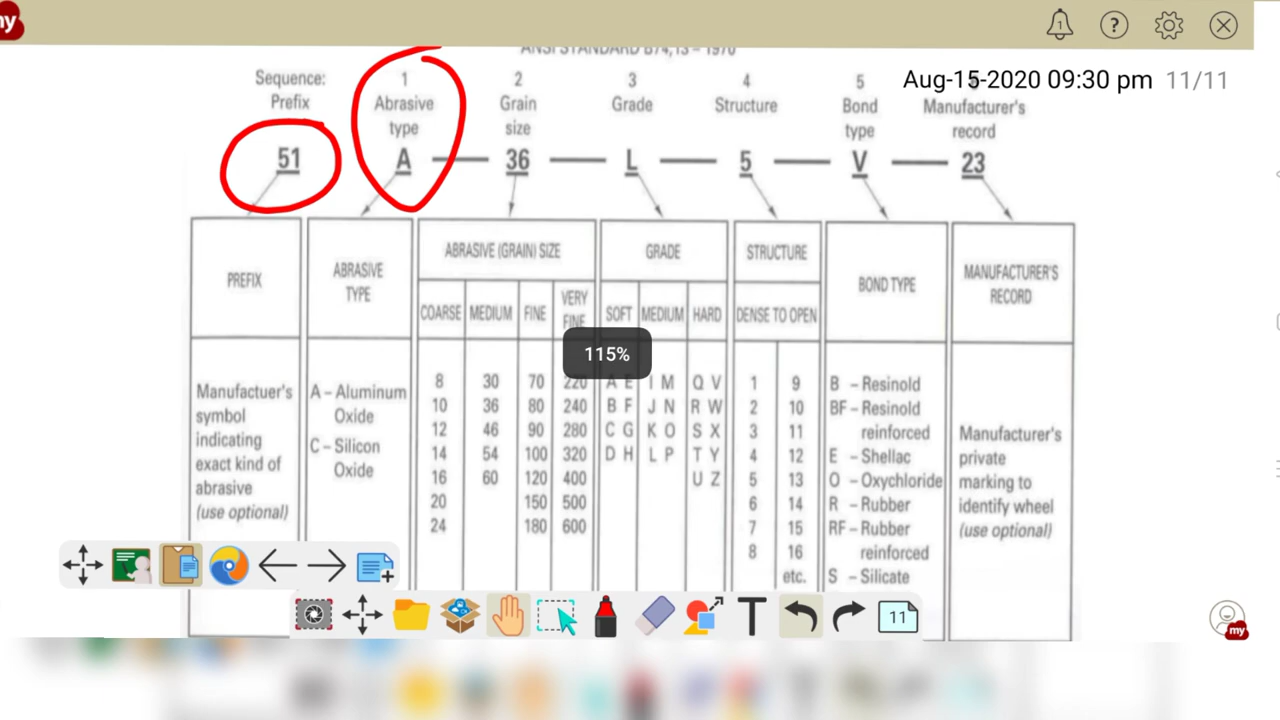 my
ANSI STANDARD B74,13 – 1970
Aug-15-2020 09:30 pm 11/11
Sequence: 1 2 3 4 5
Prefix Abrasive Grain Grade Structure Bond Manufacturer's
type size type record
51 A — 36 — L — 5 — V — 23
PREFIX
ABRASIVE
TYPE
ABRASIVE (GRAIN) SIZE
COARSE MEDIUM FINE VERY
FINE
GRADE
SOFT MEDIUM HARD
STRUCTURE
DENSE TO OPEN
BOND TYPE
MANUFACTURER'S
RECORD
115%
Manufactuer's
symbol
indicating
exact kind of
abrasive
(use optional)
A – Aluminum
Oxide
C – Silicon
Oxide
8 30 70 220
10 36 80 240
12 46 90 280
14 54 100 320
16 60 120 400
20 150 500
24 180 600
A E I M Q V
B F J N R W
C G K O S X
D H L P T Y
U Z
1 9
2 10
3 11
4 12
5 13
6 14
7 15
8 16
etc.
B – Resinold
BF – Resinold
reinforced
E – Shellac
O – Oxychloride
R – Rubber
RF – Rubber
reinforced
S – Silicate
Manufacturer's
private
marking to
identify wheel
(use optional)
T
11
my